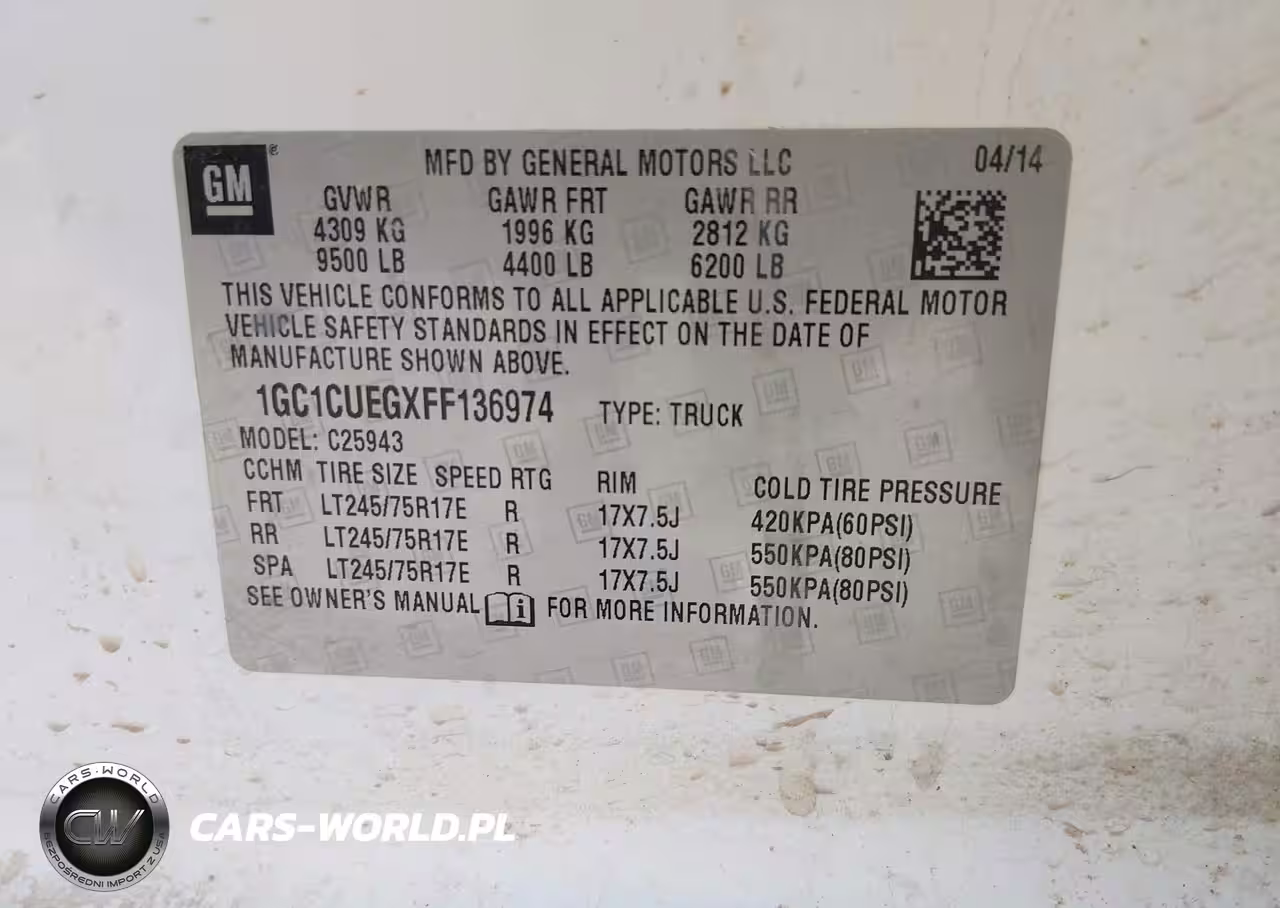 GM
MFD BY GENERAL MOTORS LLC 04/14
GVWR GAWR FRT GAWR RR
4309 KG 1996 KG 2812 KG
9500 LB 4400 LB 6200 LB
THIS VEHICLE CONFORMS TO ALL APPLICABLE U.S. FEDERAL MOTOR
VEHICLE SAFETY STANDARDS IN EFFECT ON THE DATE OF
MANUFACTURE SHOWN ABOVE.
1GC1CUEGXFF136974 TYPE: TRUCK
MODEL: C25943
CCHM TIRE SIZE SPEED RTG RIM COLD TIRE PRESSURE
FRT LT245/75R17E R 17X7.5J 420KPA(60PSI)
RR LT245/75R17E R 17X7.5J 550KPA(80PSI)
SPA LT245/75R17E R 17X7.5J 550KPA(80PSI)
SEE OWNER'S MANUAL i FOR MORE INFORMATION.
CARS-WORLD
CW
BEZPOŚREDNI IMPORT Z USA
CARS-WORLD.PL